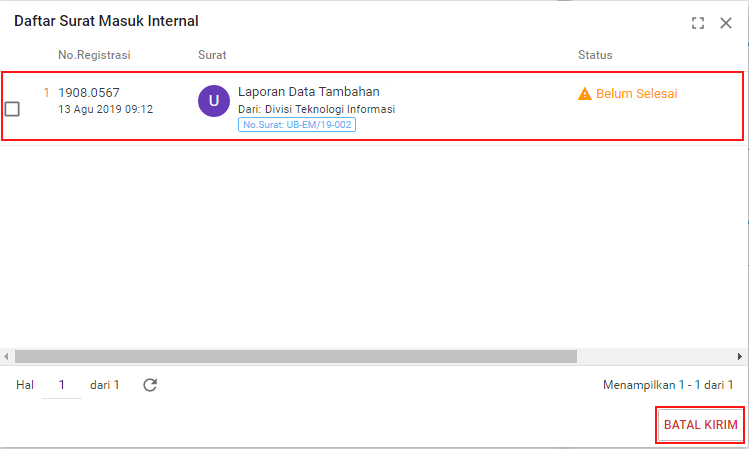 Daftar Surat Masuk Internal
No.Registrasi Surat Status
1 1908.0567 U Laporan Data Tambahan Belum Selesai
13 Agu 2019 09:12 Dari: Divisi Teknologi Informasi
No.Surat: UB-EM/19-002
Hal 1 dari 1 Menampilkan 1 - 1 dari 1
BATAL KIRIM